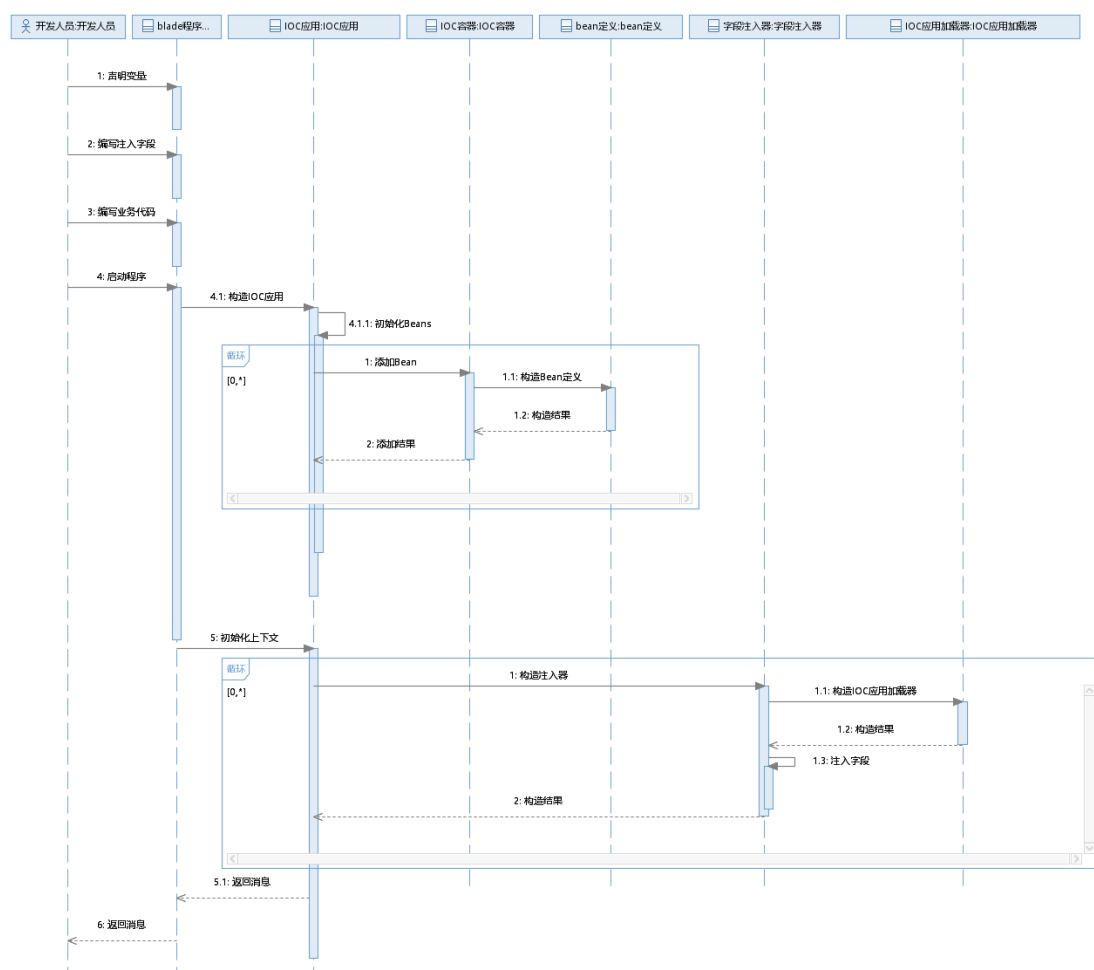 开发人员:开发人员
blade程序...
IOC应用:IOC应用
IOC容器:IOC容器
bean定义:bean定义
字段注入器:字段注入器
IOC应用加载器:IOC应用加载器
1: 声明变量
2: 编写注入字段
3: 编写业务代码
4: 启动程序
4.1: 构造IOC应用
4.1.1: 初始化Beans
循环
[0,*]
1: 添加Bean
1.1: 构造Bean定义
1.2: 构造结果
2: 添加结果
5: 初始化上下文
循环
[0,*]
1: 构造注入器
1.1: 构造IOC应用加载器
1.2: 构造结果
1.3: 注入字段
2: 构造结果
5.1: 返回消息
6: 返回消息